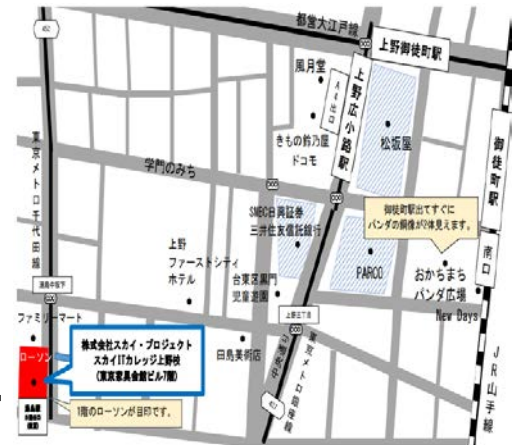 452
都営大江戸線
上野御徒町駅
風月堂
A4出口
上野広小路駅
きもの鈴乃屋
ドコモ
松坂屋
御徒町駅
南口
東京メトロ千代田線
学門のみち
御徒町駅出てすぐに
パンダの銅像が2体見えます。
SMBC日興証券
三井住友信託銀行
上野
ファーストシティ
ホテル
台東区黒門
児童遊園
PARCO
おかちまち
パンダ広場
New Days
湯島中坂下
上野三丁目
ファミリーマート
ローソン
株式会社スカイ・プロジェクト
スカイITカレッジ上野校
(東京家具会館ビル7階)
田島美術店
中央通り
東京メトロ銀座線
JR山手線
437
1階のローソンが目印です。
湯島駅